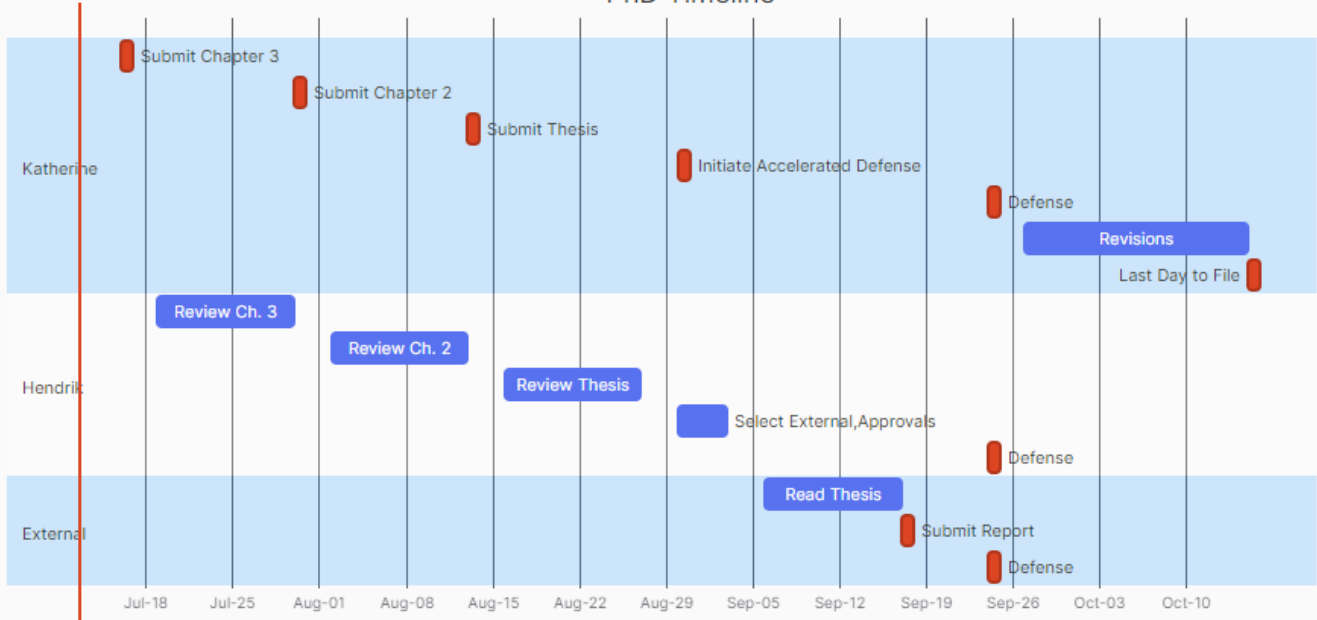 PhD Timeline
Submit Chapter 3
Submit Chapter 2
Submit Thesis
Initiate Accelerated Defense
Katherine
Defense
Revisions
Last Day to File
Review Ch. 3
Review Ch. 2
Review Thesis
Hendrik
Select External,Approvals
Defense
Read Thesis
Submit Report
External
Defense
Jul-18 Jul-25 Aug-01 Aug-08 Aug-15 Aug-22 Aug-29 Sep-05 Sep-12 Sep-19 Sep-26 Oct-03 Oct-10